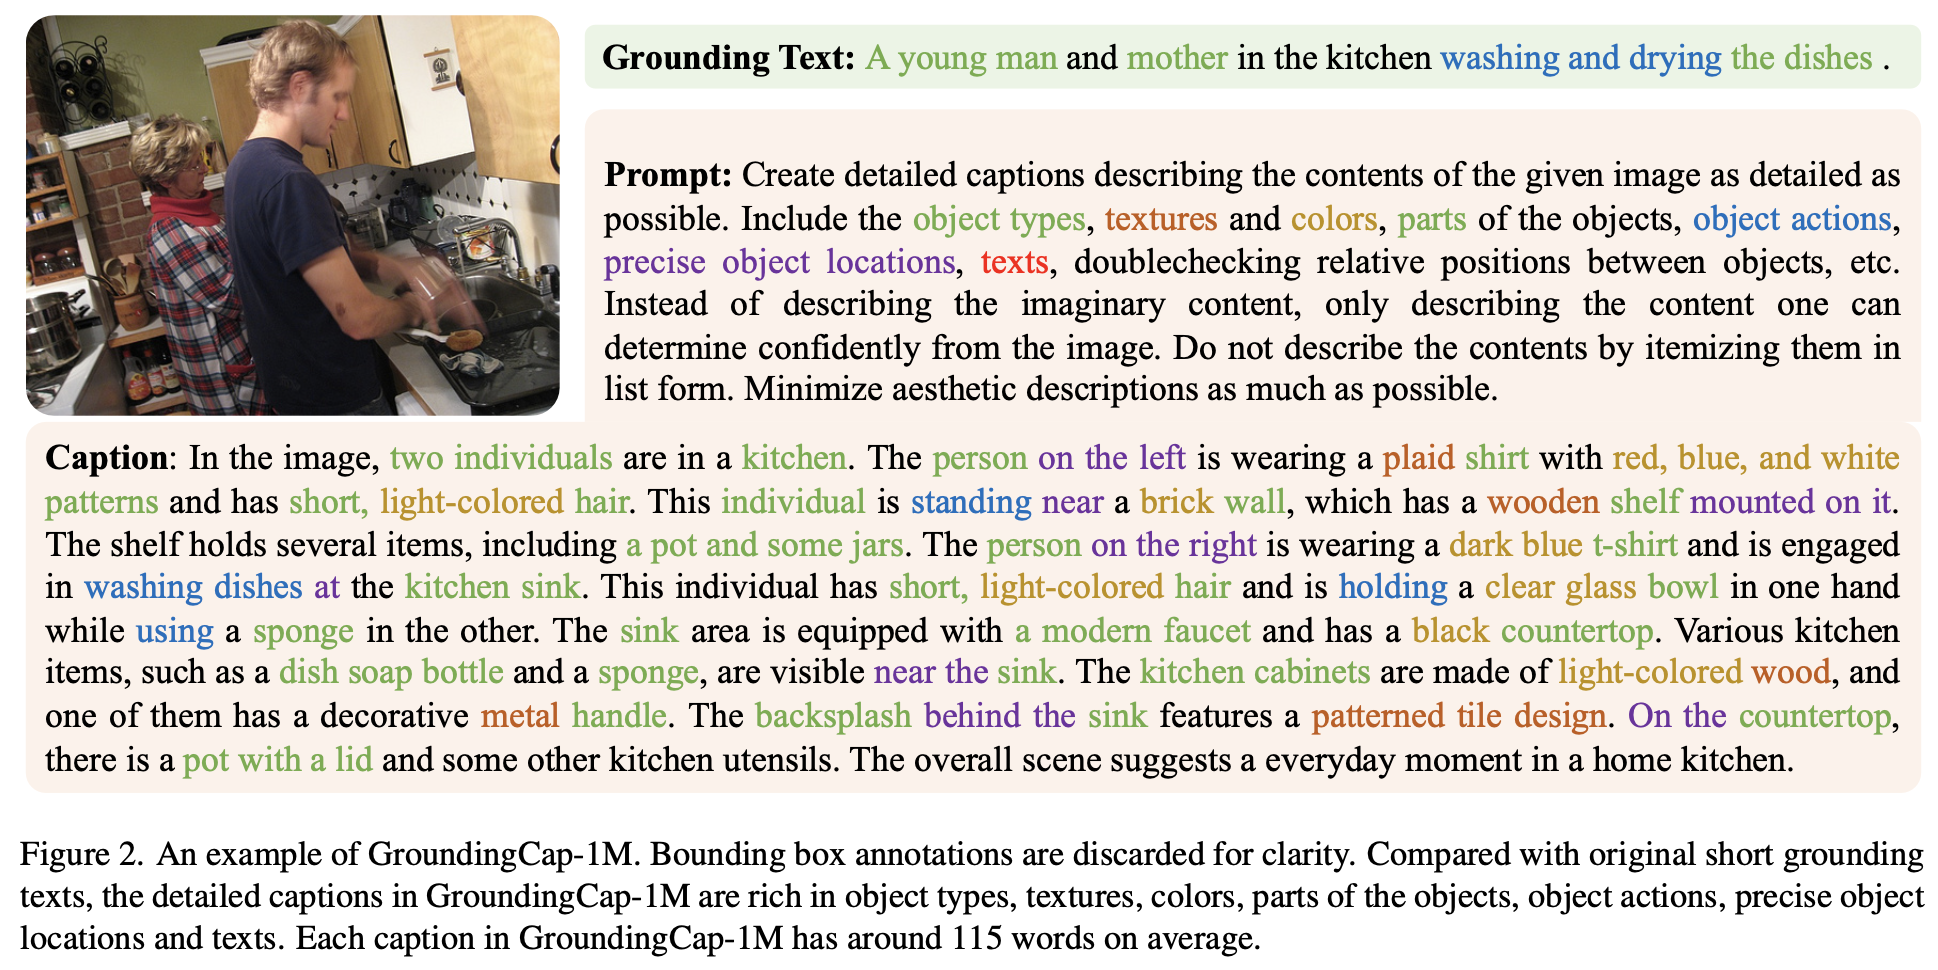 Grounding Text: A young man and mother in the kitchen washing and drying the dishes .
Prompt: Create detailed captions describing the contents of the given image as detailed as
possible. Include the object types, textures and colors, parts of the objects, object actions,
precise object locations, texts, doublechecking relative positions between objects, etc.
Instead of describing the imaginary content, only describing the content one can
determine confidently from the image. Do not describe the contents by itemizing them in
list form. Minimize aesthetic descriptions as much as possible.
Caption: In the image, two individuals are in a kitchen. The person on the left is wearing a plaid shirt with red, blue, and white
patterns and has short, light-colored hair. This individual is standing near a brick wall, which has a wooden shelf mounted on it.
The shelf holds several items, including a pot and some jars. The person on the right is wearing a dark blue t-shirt and is engaged
in washing dishes at the kitchen sink. This individual has short, light-colored hair and is holding a clear glass bowl in one hand
while using a sponge in the other. The sink area is equipped with a modern faucet and has a black countertop. Various kitchen
items, such as a dish soap bottle and a sponge, are visible near the sink. The kitchen cabinets are made of light-colored wood, and
one of them has a decorative metal handle. The backsplash behind the sink features a patterned tile design. On the countertop,
there is a pot with a lid and some other kitchen utensils. The overall scene suggests a everyday moment in a home kitchen.
Figure 2. An example of GroundingCap-1M. Bounding box annotations are discarded for clarity. Compared with original short grounding
texts, the detailed captions in GroundingCap-1M are rich in object types, textures, colors, parts of the objects, object actions, precise object
locations and texts. Each caption in GroundingCap-1M has around 115 words on average.